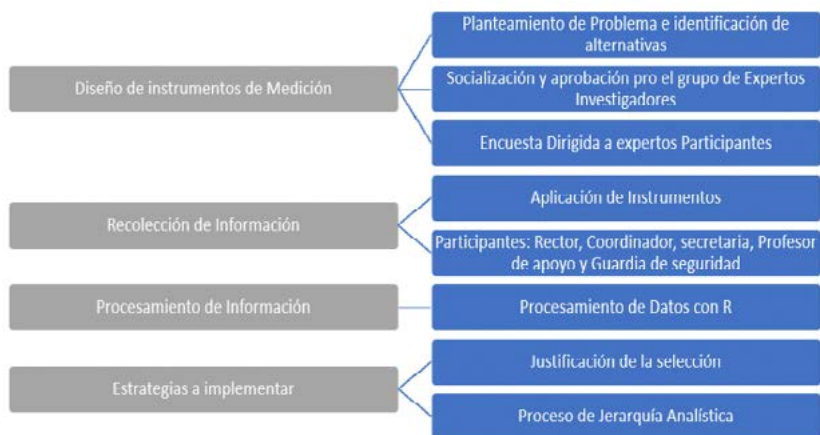 Diseño de instrumentos de Medición
Planteamiento de Problema e identificación de
alternativas
Socialización y aprobación pro el grupo de Expertos
Investigadores
Encuesta Dirigida a expertos Participantes
Recolección de Información
Aplicación de Instrumentos
Participantes: Rector, Coordinador, secretaria, Profesor
de apoyo y Guardia de seguridad
Procesamiento de Información
Procesamiento de Datos con R
Estrategias a implementar
Justificación de la selección
Proceso de Jerarquía Analística